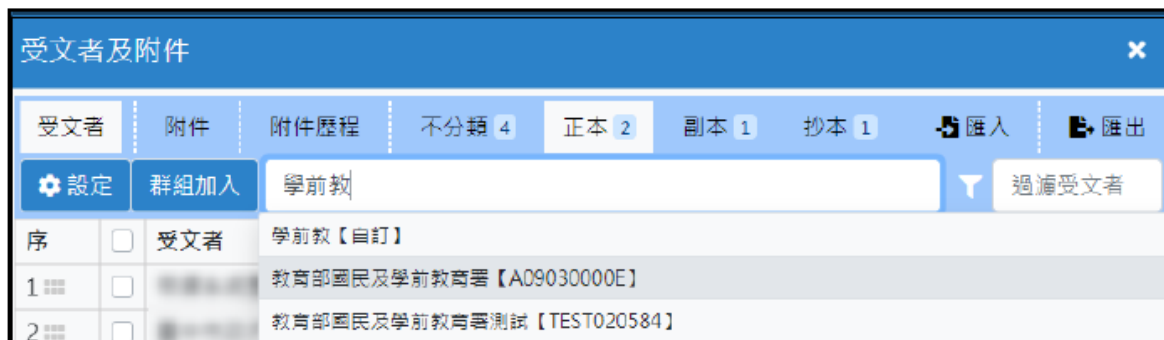 受文者及附件
受文者 附件 附件歷程 不分類 4 正本 2 副本 1 抄本 1 匯入 匯出
設定 群組加入 學前教 過濾受文者
序 受文者 學前教【自訂】
1 教育部國民及學前教育署【A09030000E】
2 教育部國民及學前教育署測試【TEST020584】